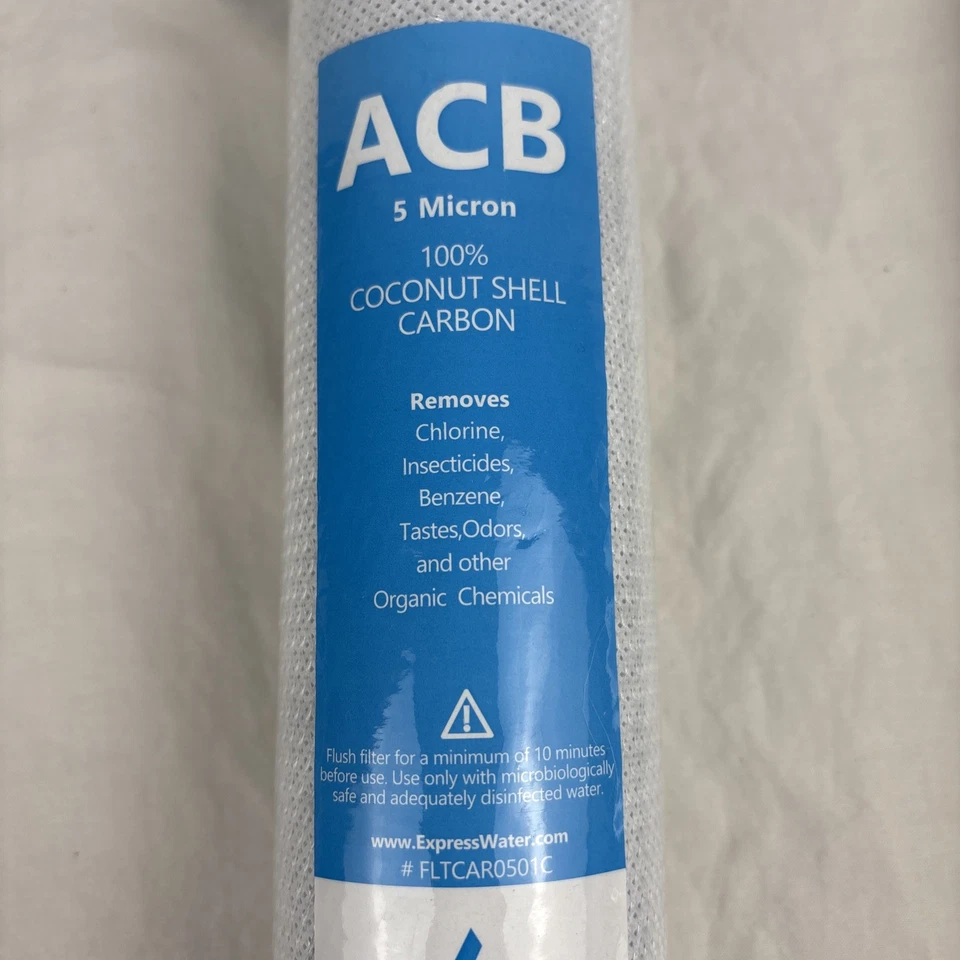 ACB
5 Micron
100%
COCONUT SHELL
CARBON
Removes
Chlorine,
Insecticides,
Benzene,
Tastes,Odors,
and other
Organic Chemicals
Flush filter for a minimum of 10 minutes
before use. Use only with microbiologically
safe and adequately disinfected water.
www.ExpressWater.com
# FLTCAR0501C